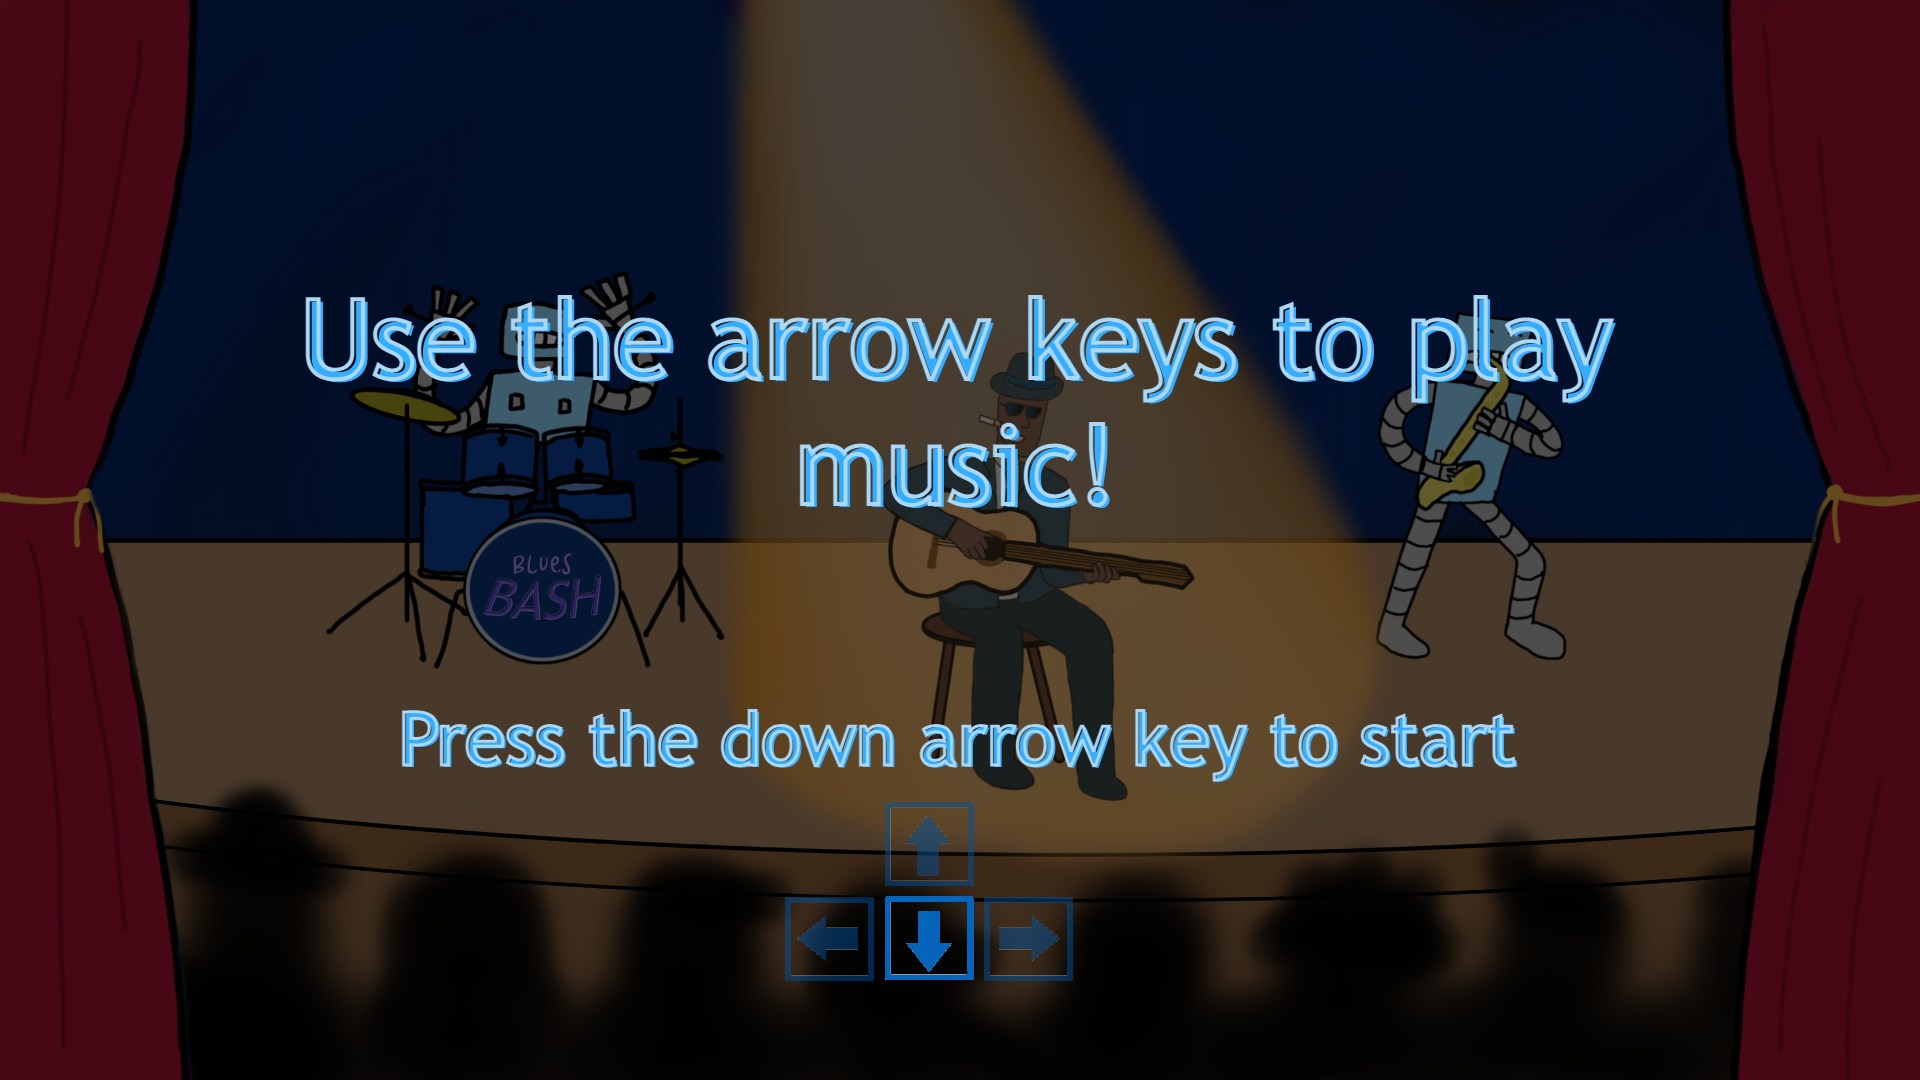 Use the arrow keys to play
music!
BLUES
BASH
Press the down arrow key to start